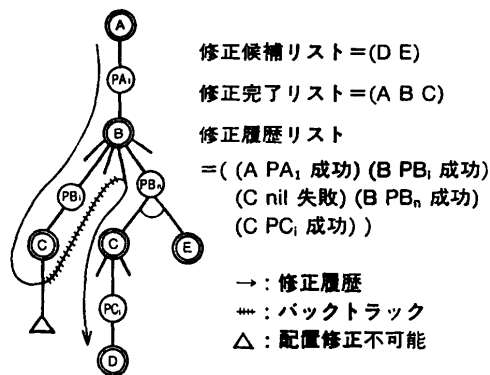 A
PA₁
B
PBᵢ
PBₙ
C
C
E
PCᵢ
D
修正候補リスト=(D E)
修正完了リスト=(A B C)
修正履歴リスト
=( (A PA₁ 成功) (B PBᵢ 成功)
(C nil 失敗) (B PBₙ 成功)
(C PCᵢ 成功) )
→ : 修正履歴
: バックトラック
△ : 配置修正不可能